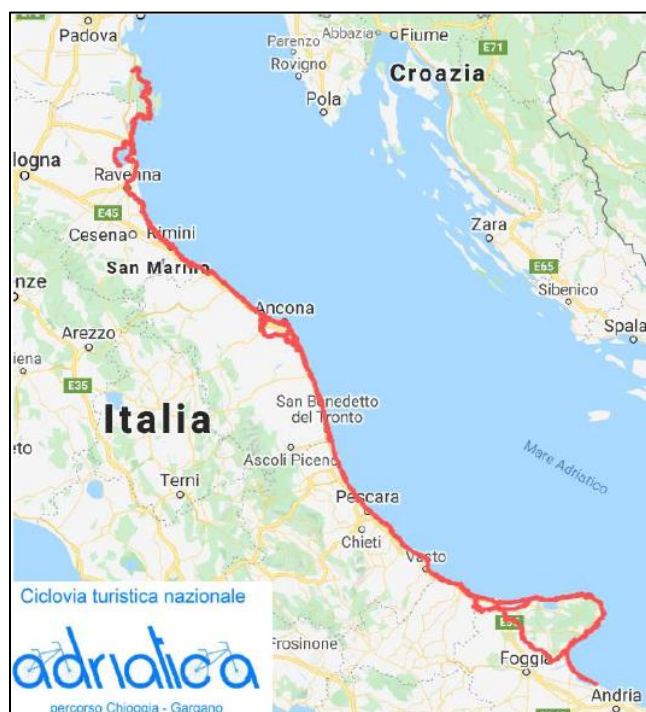 E70
Padova
Parenzo
Abbazia
Fiume
E71
Rovigno
Croazia
Pola
logna
Ravenna
E45
Cesena
Rimini
San Marino
Zara
E65
Sibenico
Spala
nze
Arezzo
Ancona
iena
E35
Italia
San Benedetto
del Tronto
Ascoli Piceno
Mare Adriatico
Terni
Pescara
Chieti
Vasto
Ciclovia turistica nazionale
adriatica
percorso Chioggia - Gargano
Frosinone
Foggia
Andria